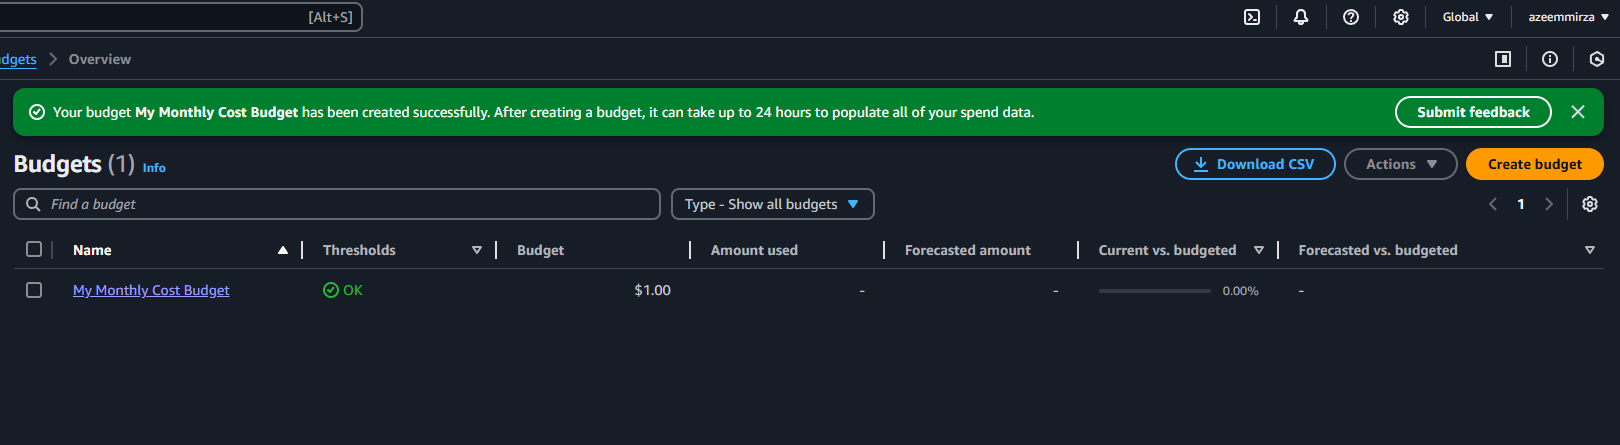 [Alt+S]
Global
azeemmirza
dgets
Overview
Your budget My Monthly Cost Budget has been created successfully. After creating a budget, it can take up to 24 hours to populate all of your spend data.
Submit feedback
Budgets (1) Info
Download CSV
Actions
Create budget
Find a budget
Type - Show all budgets
1
Name Thresholds Budget Amount used Forecasted amount Current vs. budgeted Forecasted vs. budgeted
My Monthly Cost Budget OK $1.00 - - 0.00% -